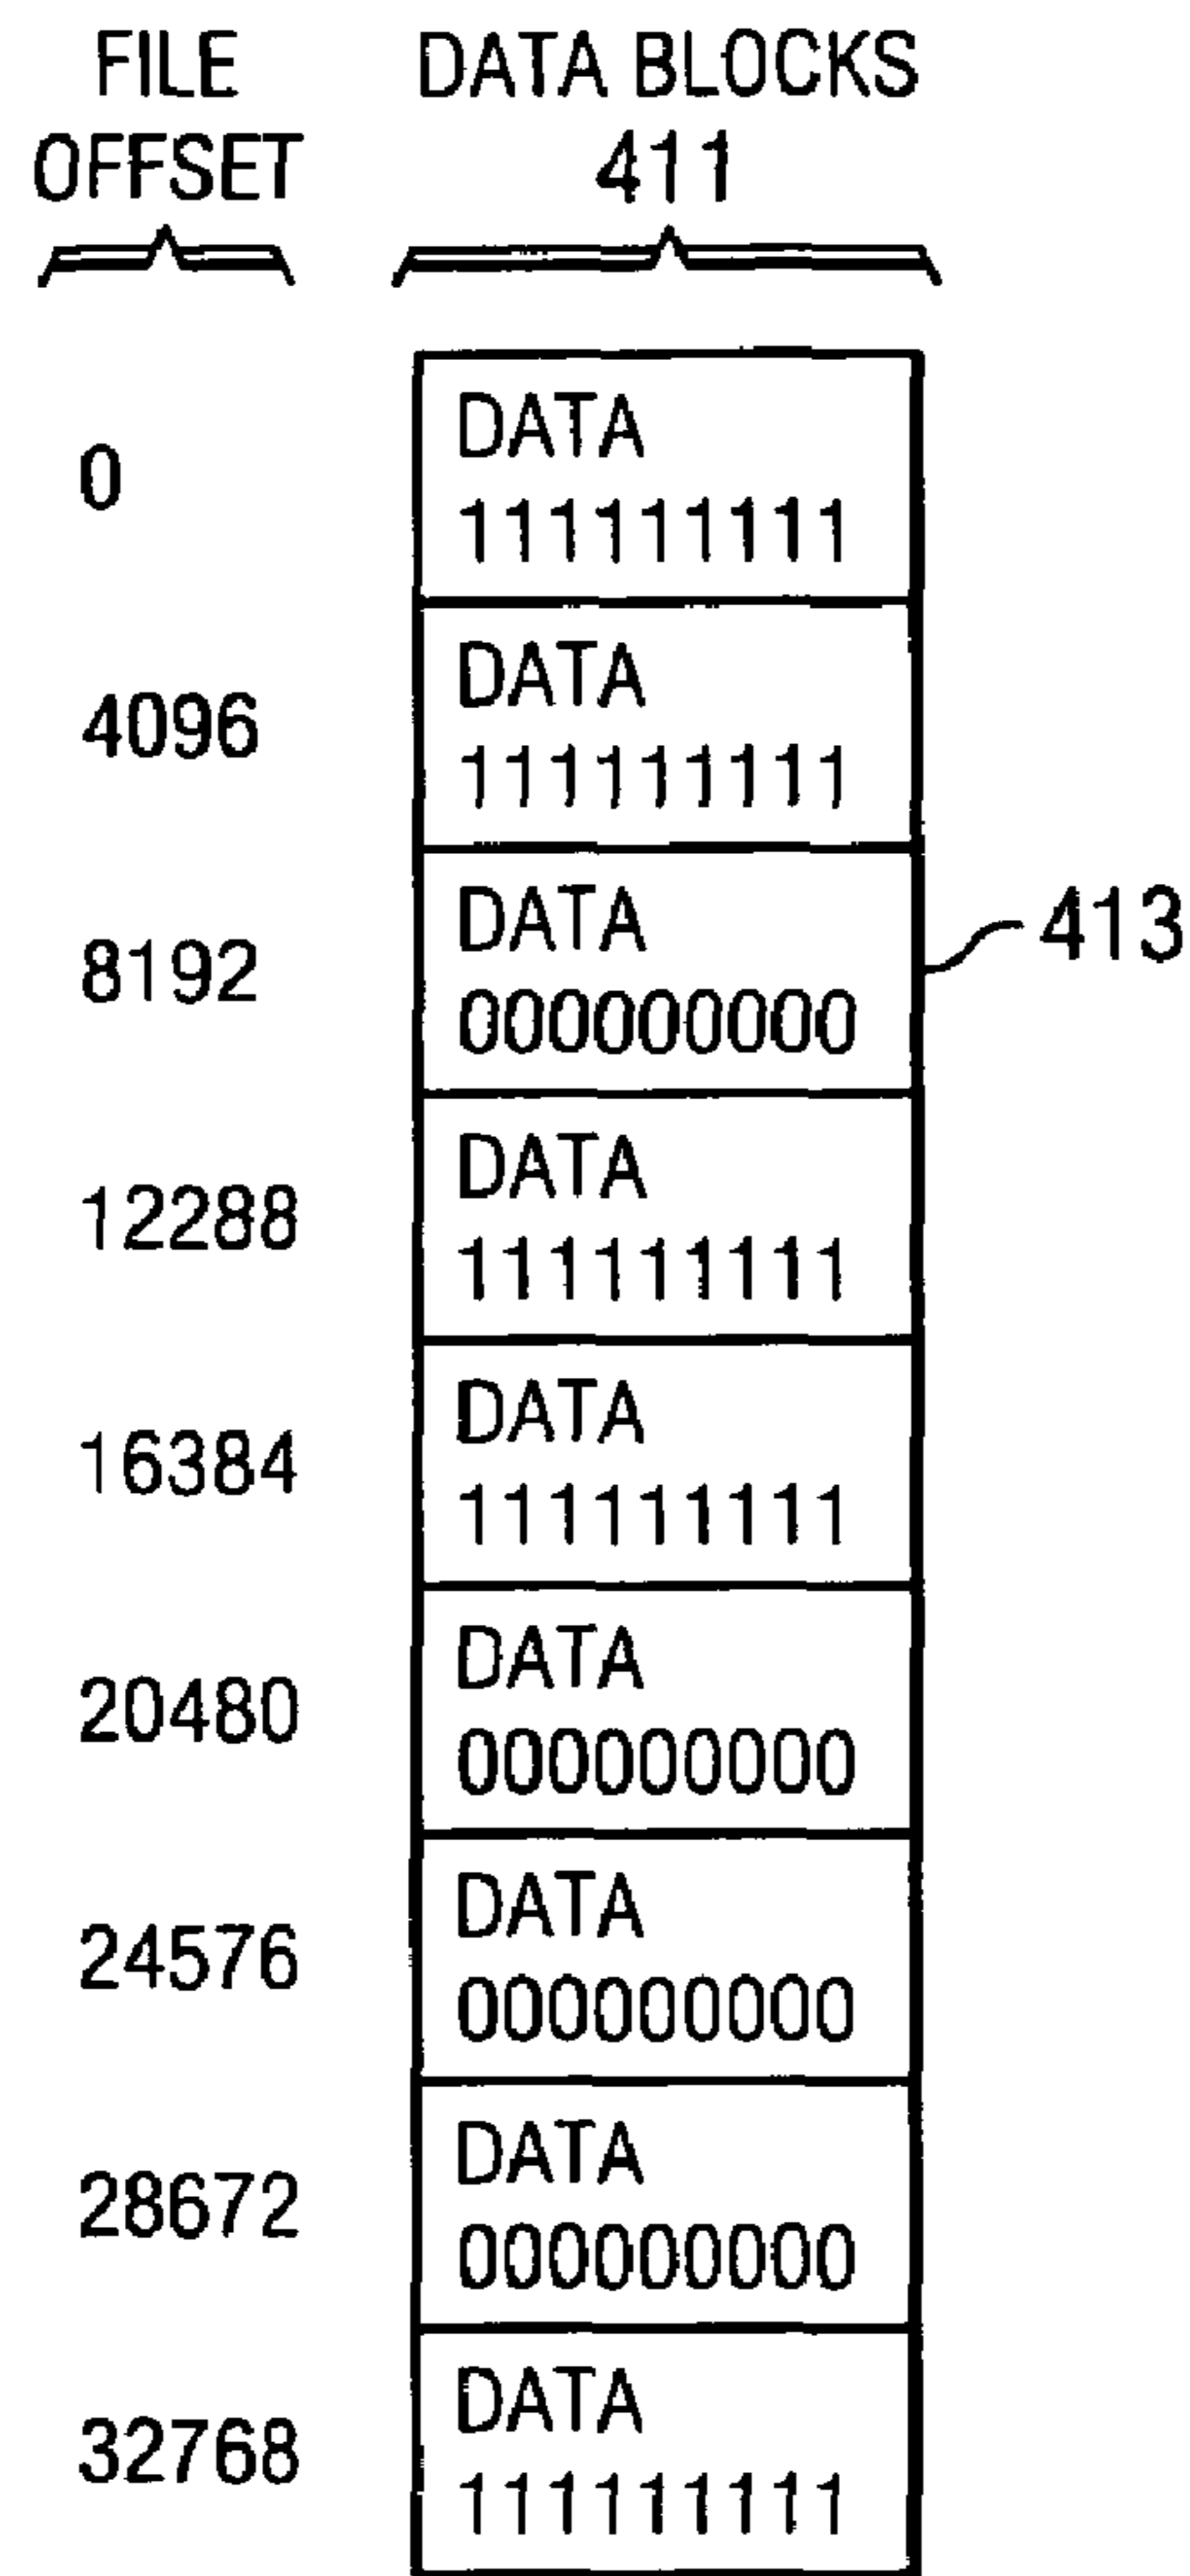 FILE OFFSET
DATA BLOCKS
411
0
DATA
111111111
4096
DATA
111111111
8192
DATA
000000000
413
12288
DATA
111111111
16384
DATA
111111111
20480
DATA
000000000
24576
DATA
000000000
28672
DATA
000000000
32768
DATA
111111111